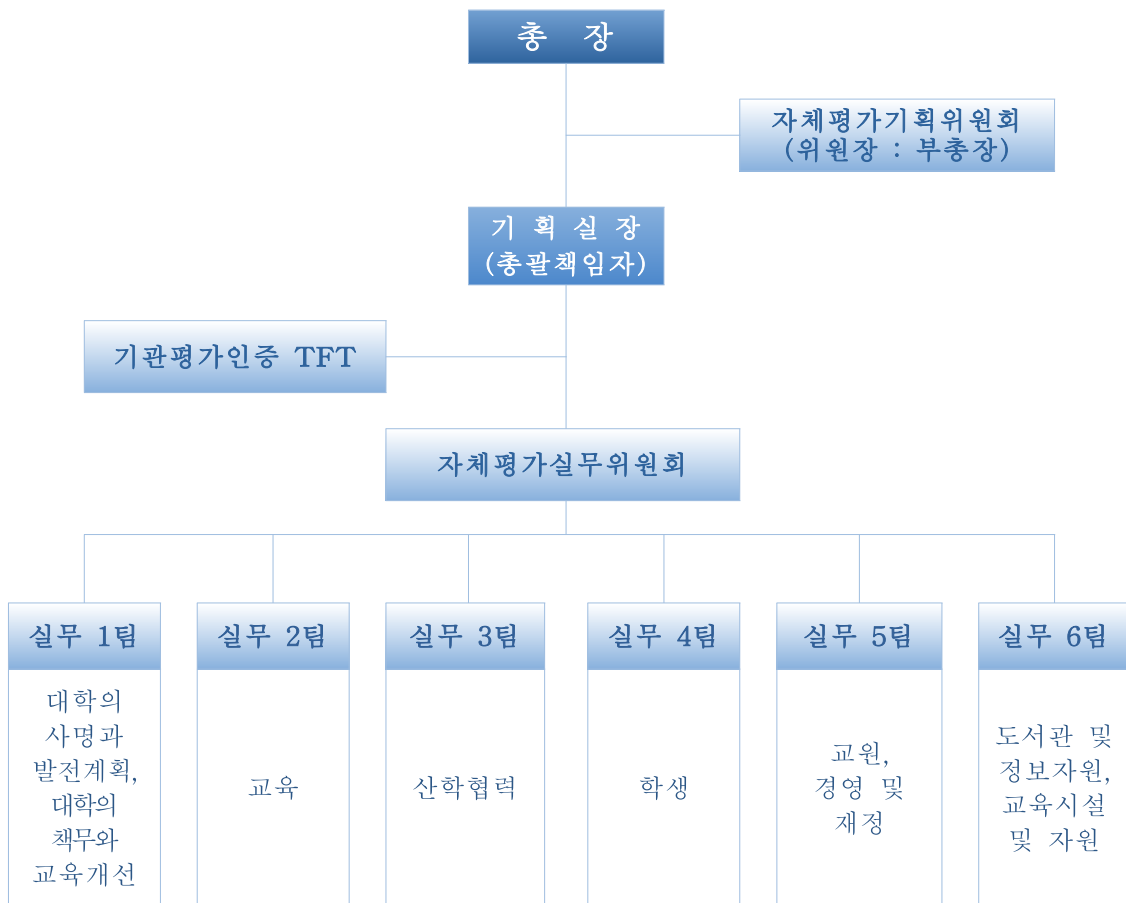 총 장
자체평가기획위원회
(위원장 : 부총장)
기 획 실 장
(총괄책임자)
기관평가인증 TFT
자체평가실무위원회
실무 1팀
실무 2팀
실무 3팀
실무 4팀
실무 5팀
실무 6팀
대학의
사명과
발전계획,
대학의
책무와
교육개선
교육
산학협력
학생
교원,
경영 및
재정
도서관 및
정보자원,
교육시설
및 자원